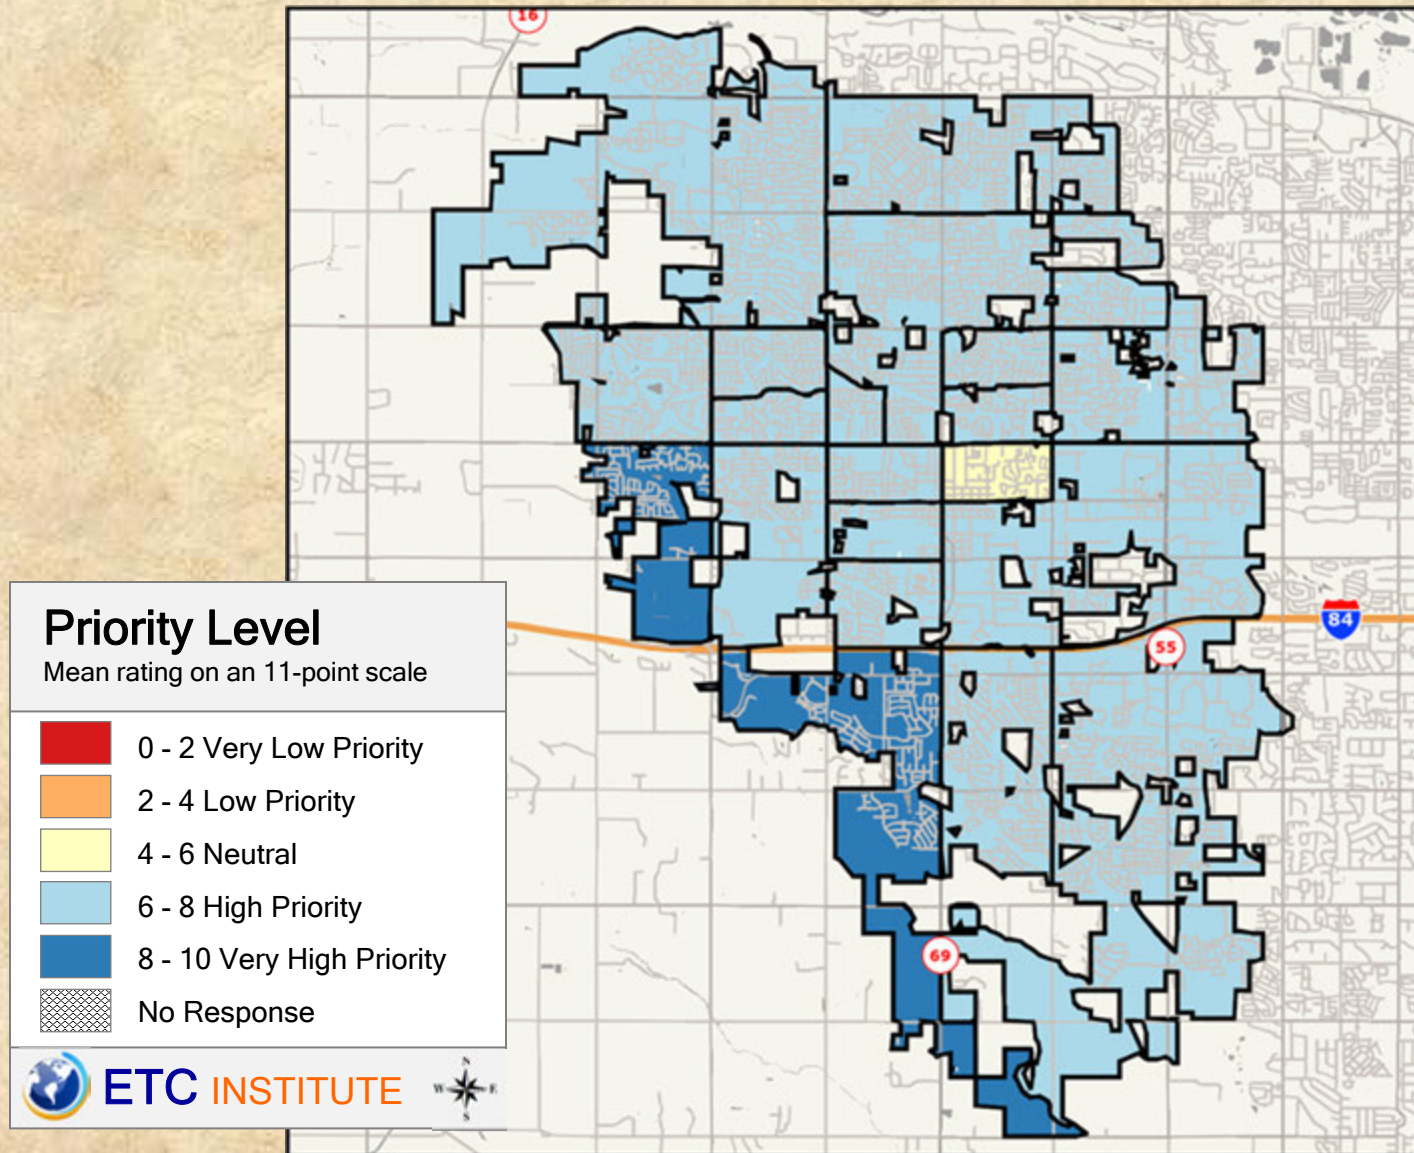 16
84
55
69
Priority Level
Mean rating on an 11-point scale
0 - 2 Very Low Priority
2 - 4 Low Priority
4 - 6 Neutral
6 - 8 High Priority
8 - 10 Very High Priority
No Response
ETC INSTITUTE
N
W E
S